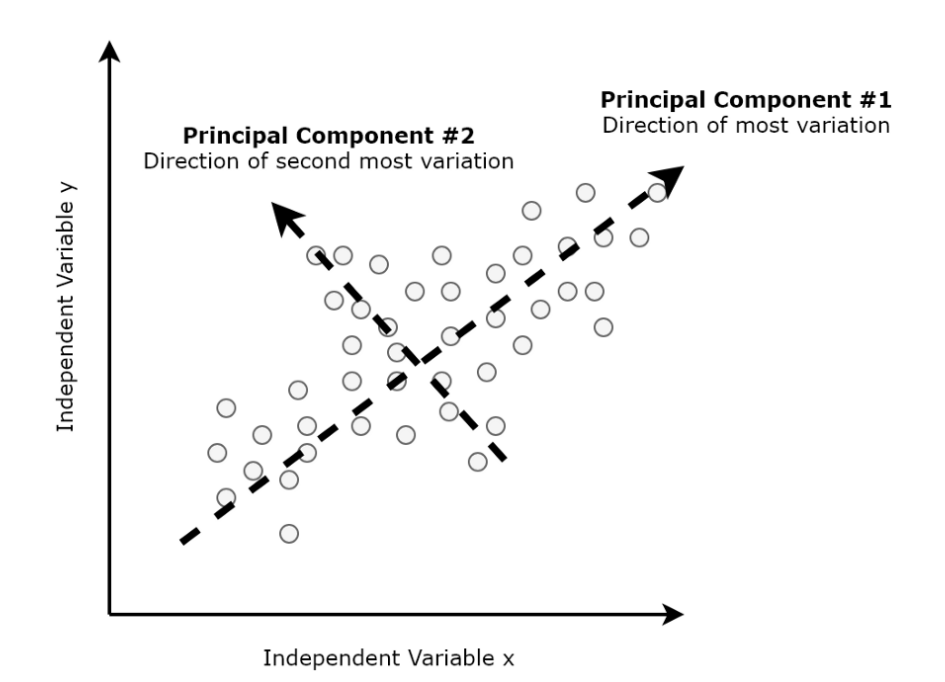 Principal Component #1
Direction of most variation
Principal Component #2
Direction of second most variation
Independent Variable y
Independent Variable x